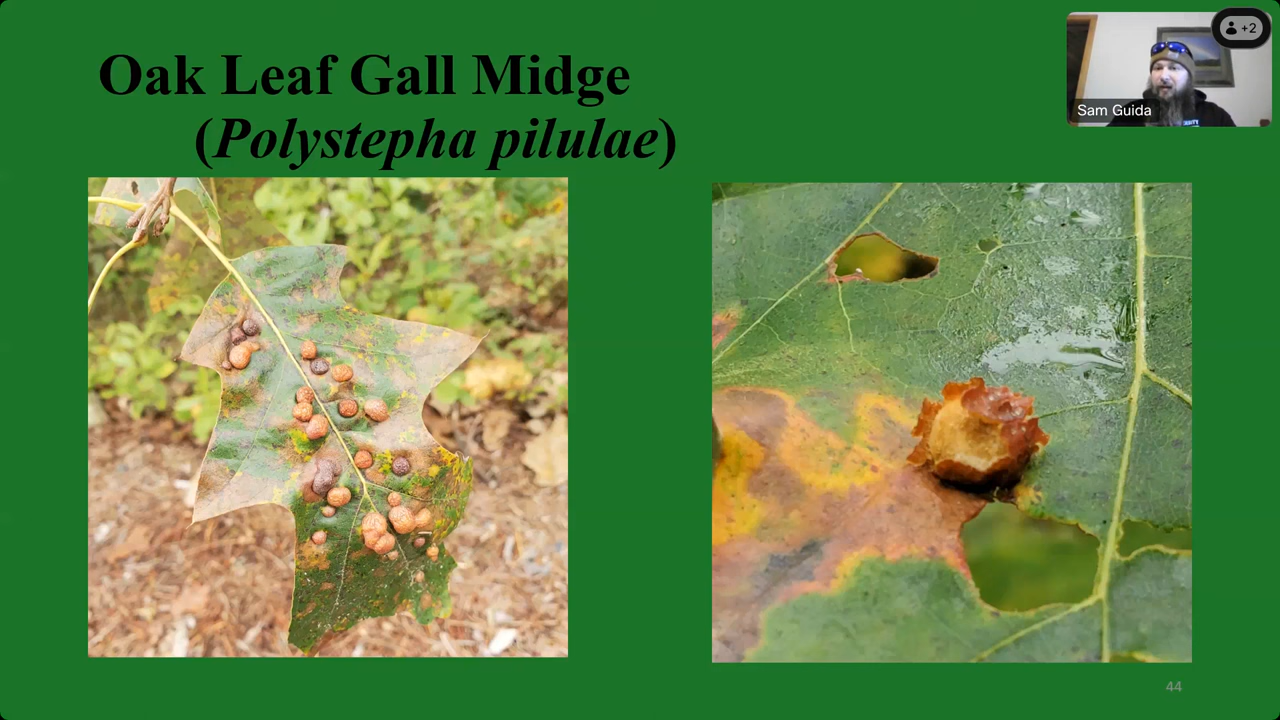 Oak Leaf Gall Midge
(Polystepha pilulae)
+2
Sam Guida
44